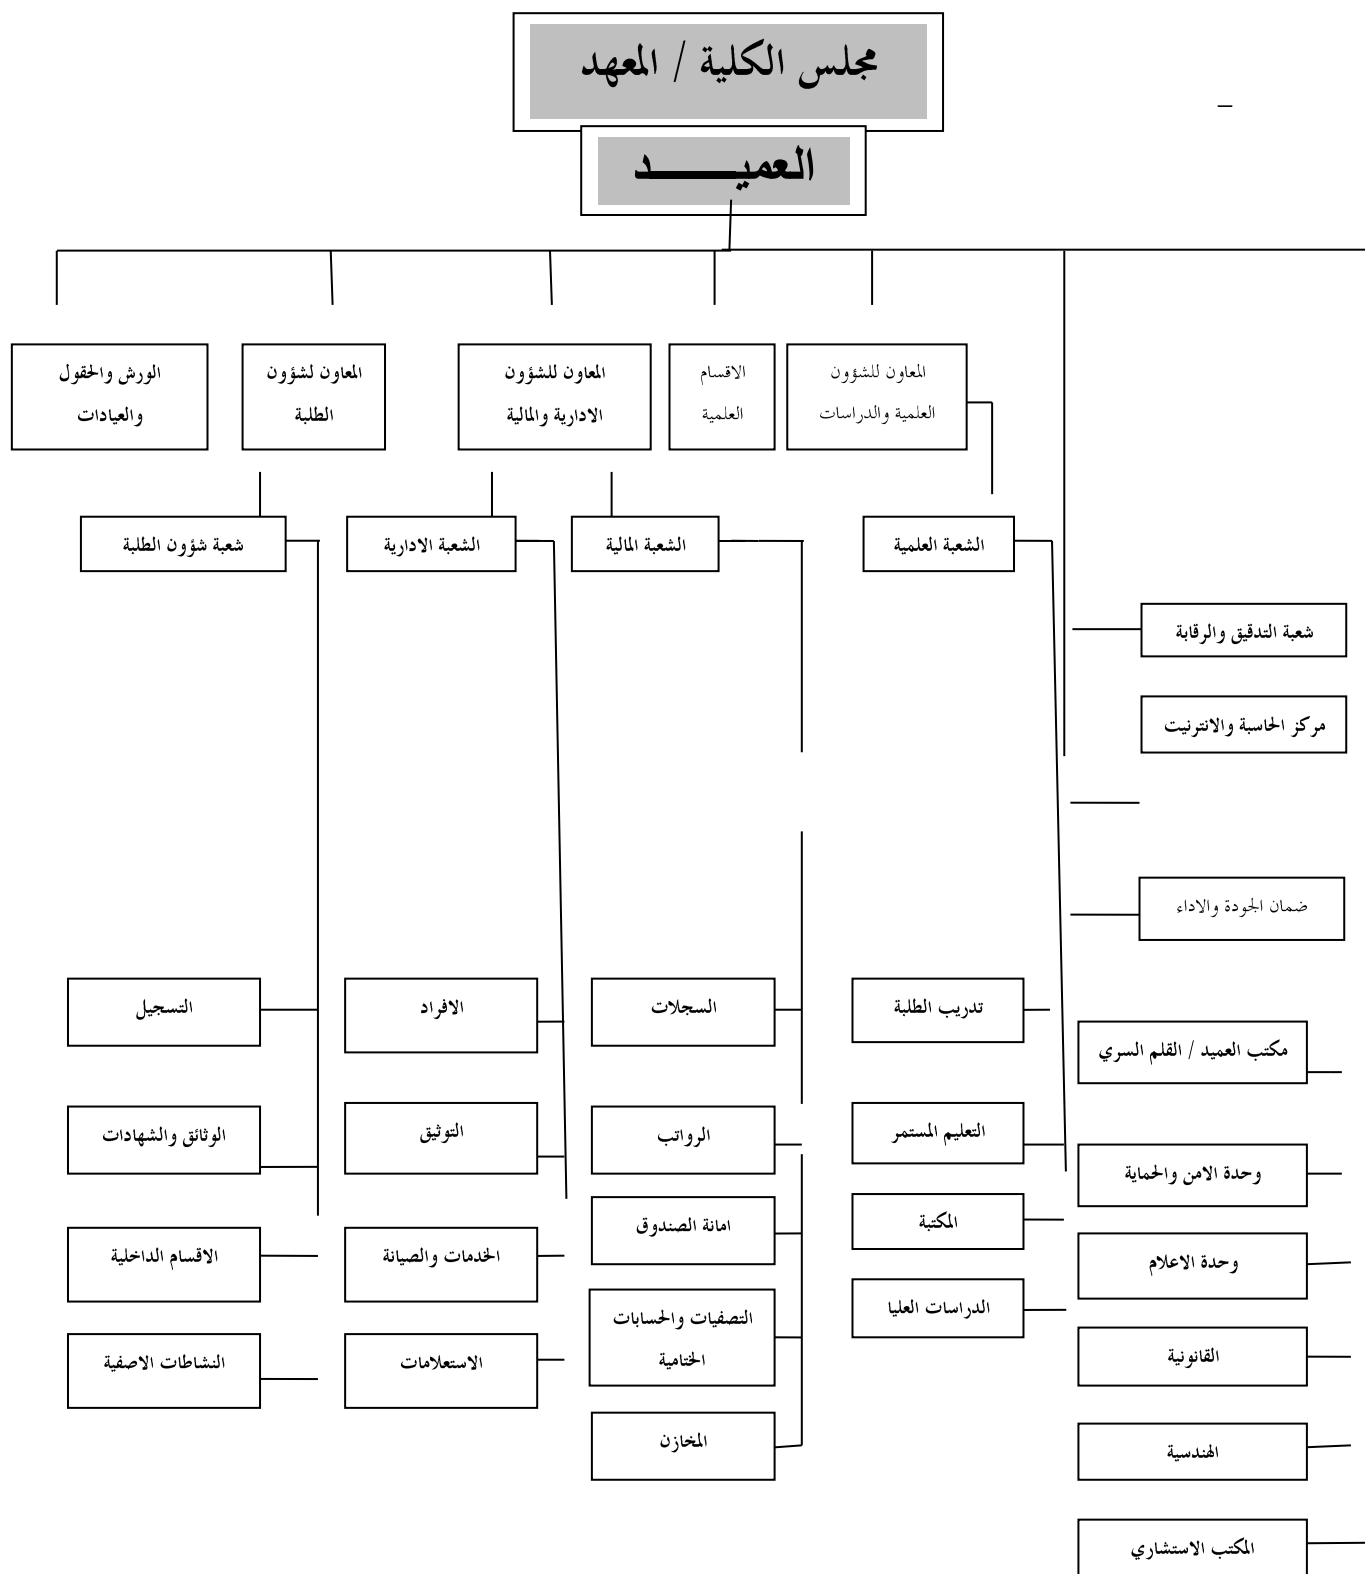 مجلس الكلية / المعهد
العميــــــد
المعاون للشؤون
العلمية والدراسات
الاقسام
العلمية
المعاون للشؤون
الادارية والمالية
المعاون لشؤون
الطلبة
الورش والحقول
والعيادات
الشعبة العلمية
الشعبة المالية
الشعبة الادارية
شعبة شؤون الطلبة
شعبة التدقيق والرقابة
مركز الحاسبة والانترنيت
ضمان الجودة والاداء
مكتب العميد / القلم السري
وحدة الامن والحماية
وحدة الاعلام
القانونية
الهندسية
المكتب الاستشاري
تدريب الطلبة
التعليم المستمر
المكتبة
الدراسات العليا
السجلات
الرواتب
امانة الصندوق
التصفيات والحسابات
الختامية
المخازن
الافراد
التوثيق
الخدمات والصيانة
الاستعلامات
التسجيل
الوثائق والشهادات
الاقسام الداخلية
النشاطات الاصفية